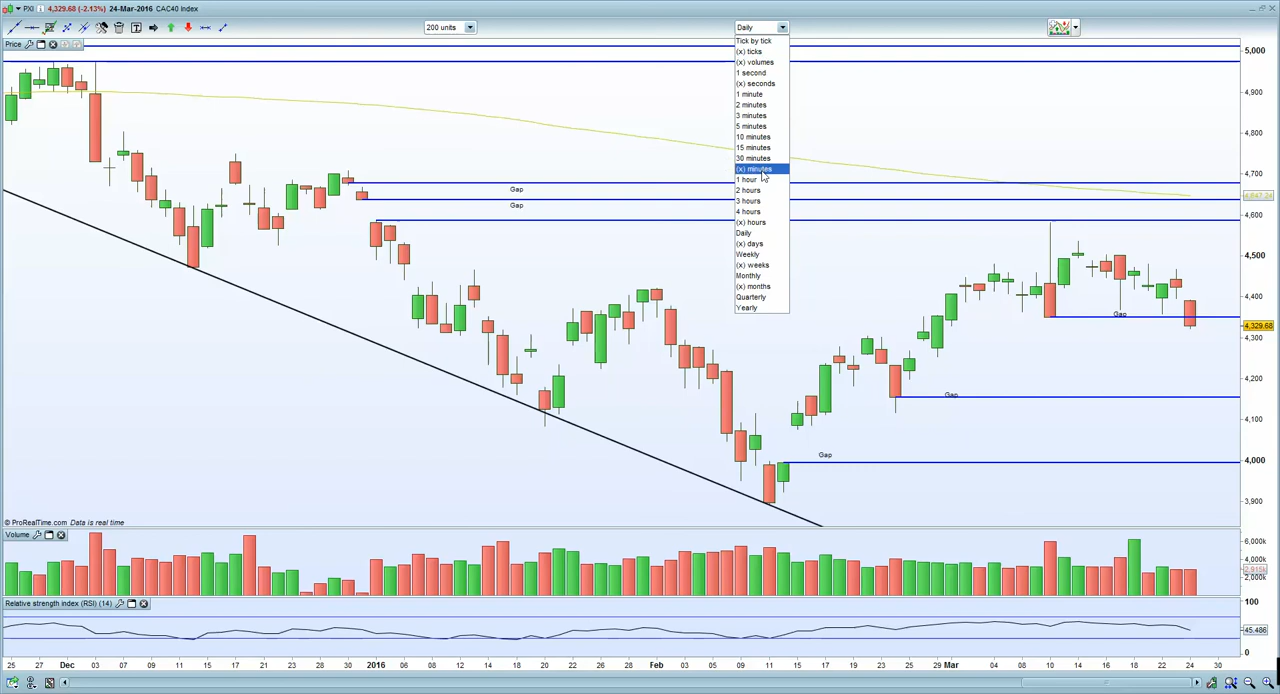 PXI 4,329.68 (-2.13%) 24-Mar-2016 CAC40 Index
200 units
Daily
Price
Tick by tick
(x) ticks
(x) volumes
1 second
(x) seconds
1 minute
2 minutes
3 minutes
5 minutes
10 minutes
15 minutes
30 minutes
(x) minutes
1 hour
2 hours
3 hours
4 hours
(x) hours
Daily
(x) days
Weekly
(x) weeks
Monthly
(x) months
Quarterly
Yearly
5,000
4,900
4,800
4,700
4,647.24
4,600
4,500
4,400
4,329.68
4,300
4,200
4,100
4,000
3,900
Gap
Gap
Gap
Gap
Gap
© ProRealTime.com Data is real time
Volume
6,000k
4,000k
2,915k
2,000k
Relative strength index (RSI) (14)
100
45.486
0
25 27 Dec 03 07 09 11 15 17 21 23 28 30 2016 06 08 12 14 18 20 22 26 28 Feb 03 05 09 11 15 17 19 23 25 29 Mar 04 08 10 14 16 18 22 24 30